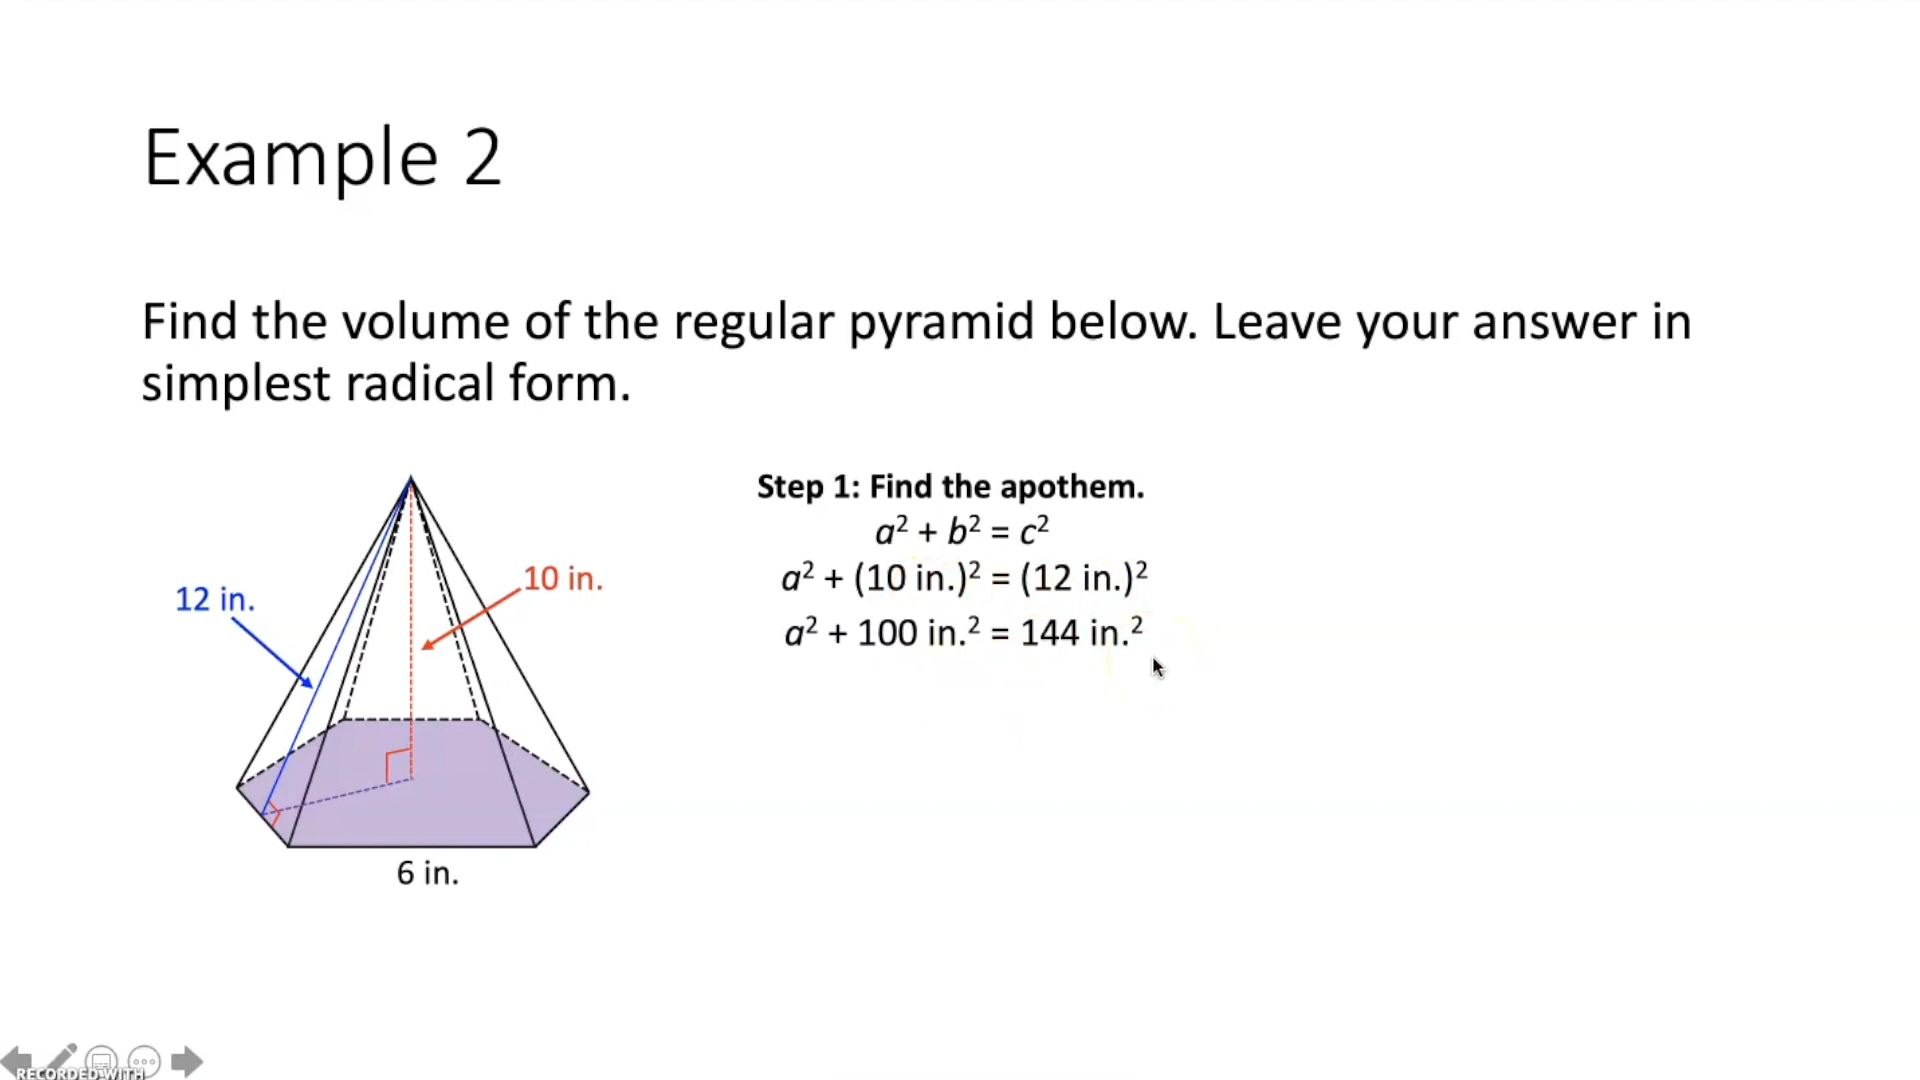 Example 2
Find the volume of the regular pyramid below. Leave your answer in
simplest radical form.
Step 1: Find the apothem.
a² + b² = c²
a² + (10 in.)² = (12 in.)²
a² + 100 in.² = 144 in.²
12 in.
10 in.
6 in.
RECORDED WITH